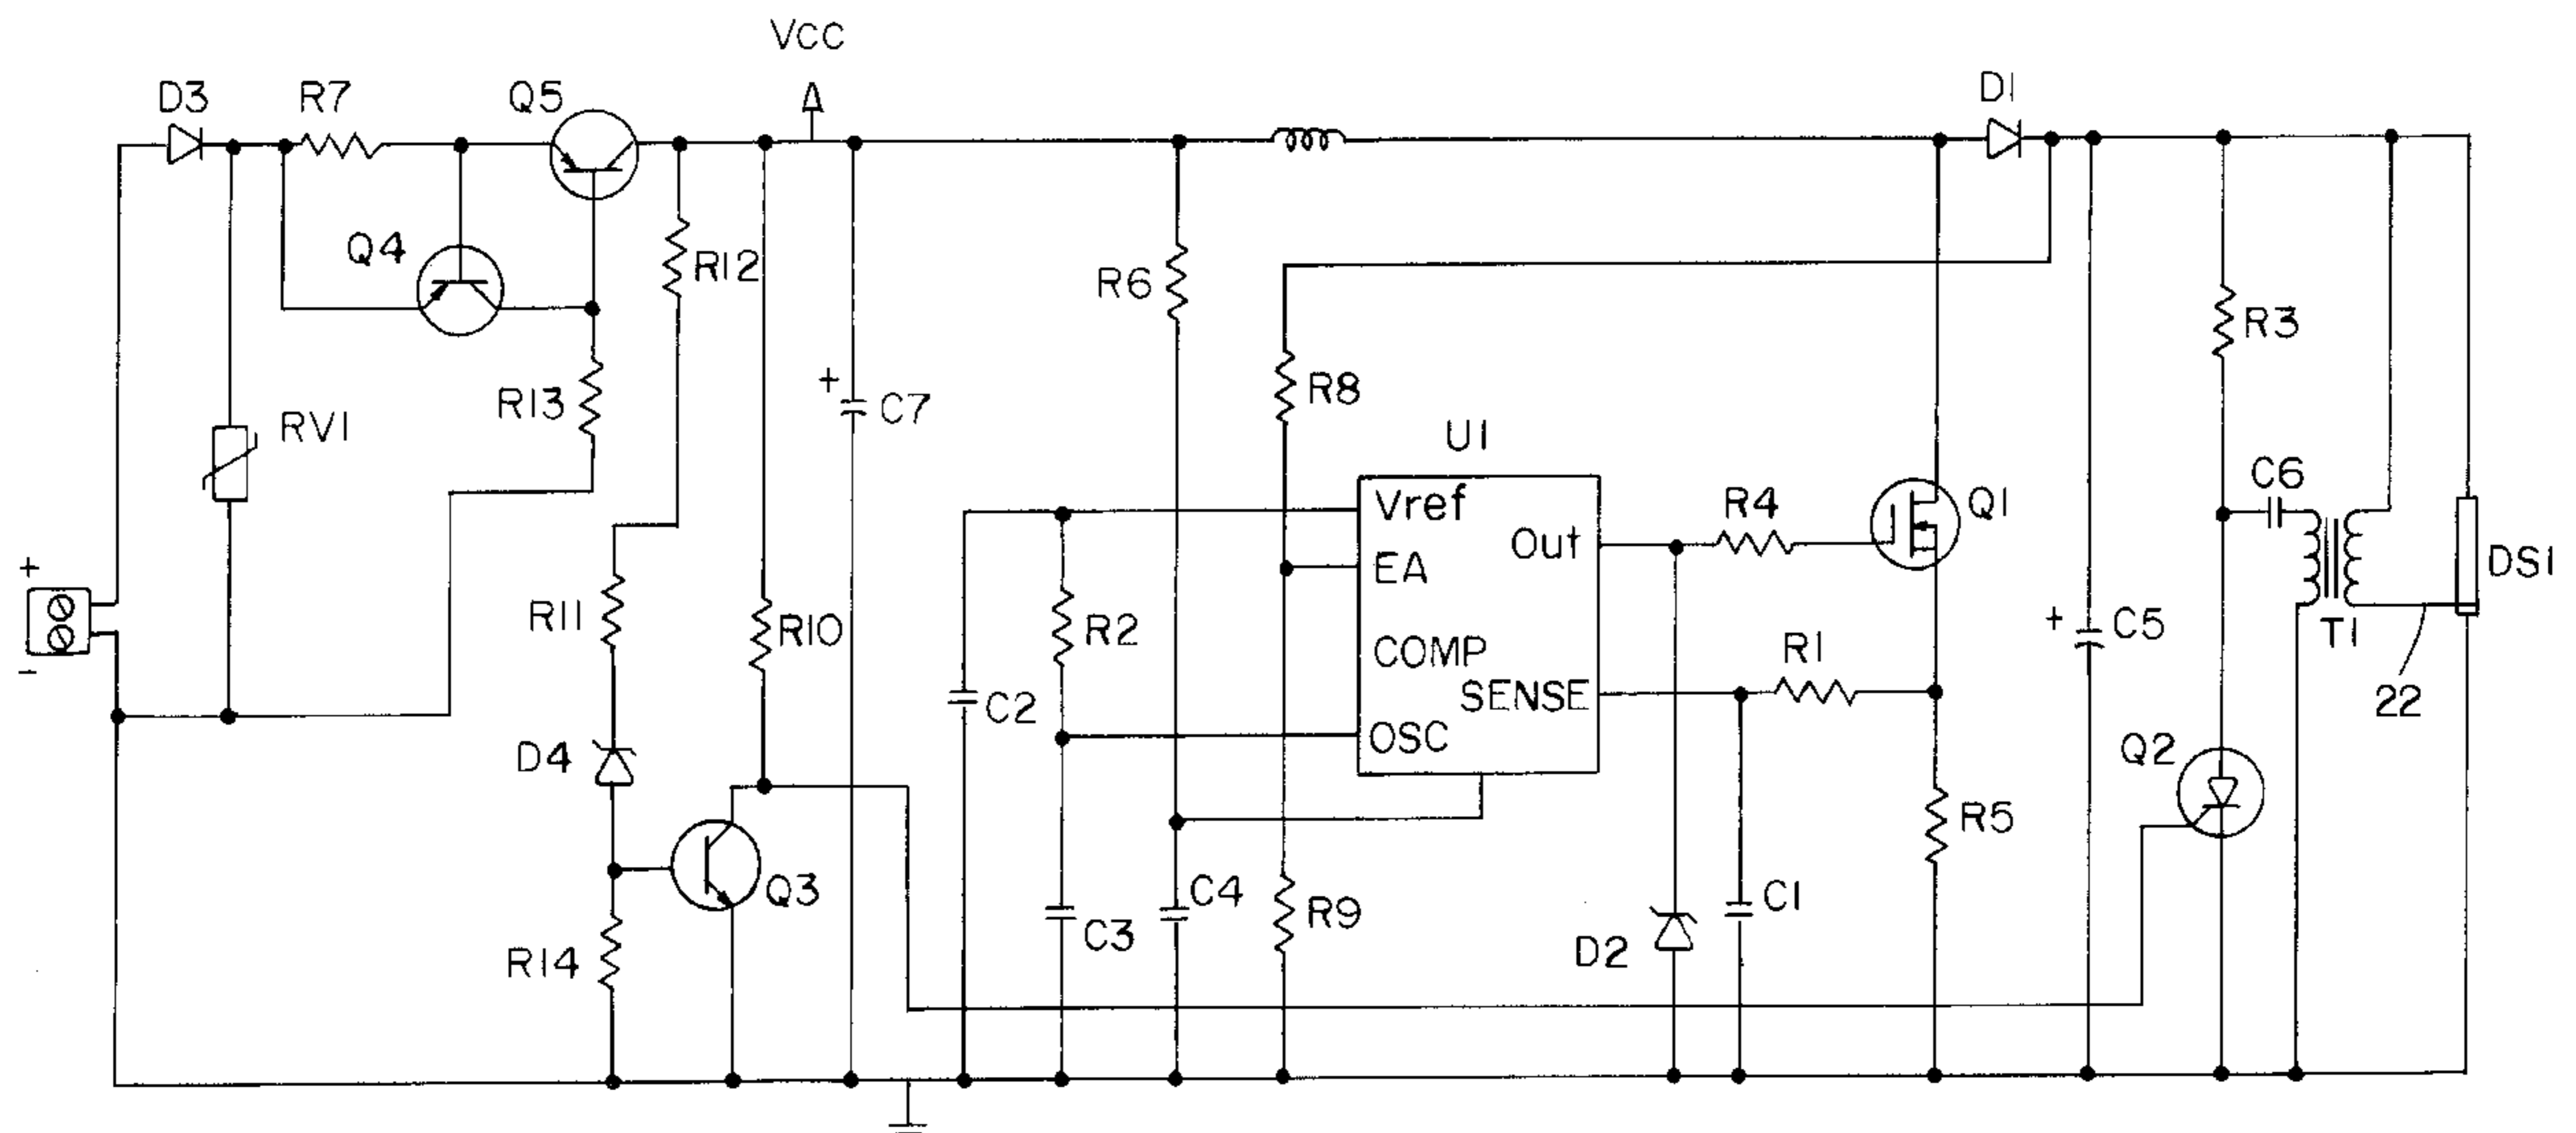 VCC
D3
R7
Q5
D1
Q4
R12
R6
R3
R8
R13
RV1
+
C7
U1
C6
Vref
R4
Q1
Out
EA
DS1
+
R11
R10
R2
COMP
R1
+
C5
T1
-
C2
SENSE
22
D4
OSC
Q2
R5
Q3
C4
C1
R9
C3
R14
D2